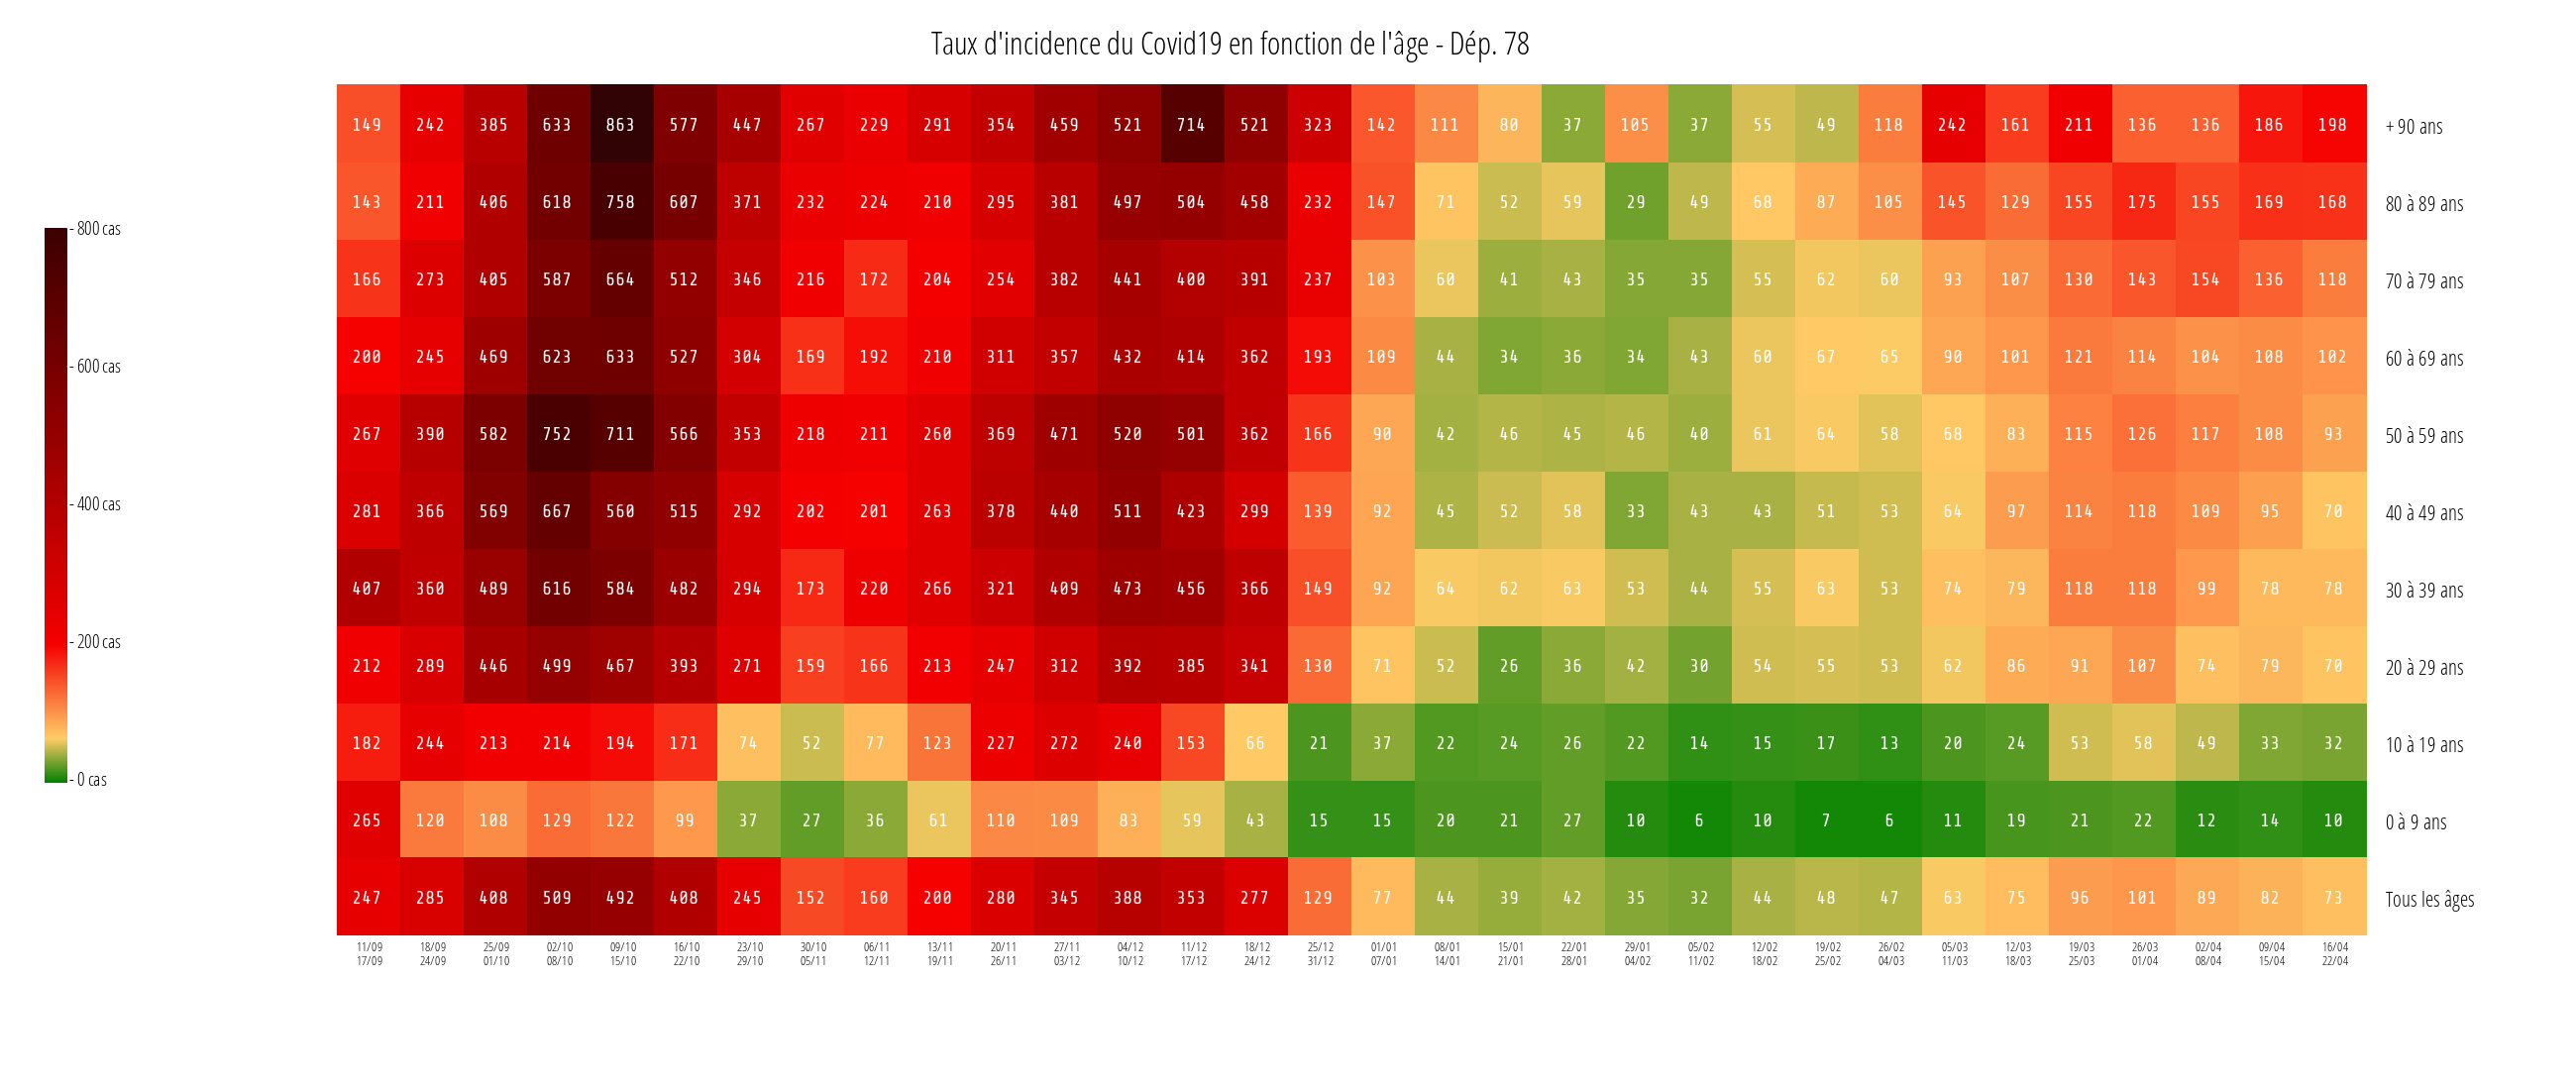 Taux d'incidence du Covid19 en fonction de l'âge - Dép. 78
149 242 385 633 863 577 447 267 229 291 354 459 521 714 521 323 142 111 80 37 105 37 55 49 118 242 161 211 136 136 186 198 + 90 ans
143 211 406 618 758 607 371 232 224 210 295 381 497 504 458 232 147 71 52 59 29 49 68 87 105 145 129 155 175 155 169 168 80 à 89 ans
- 800 cas
166 273 405 587 664 512 346 216 172 204 254 382 441 400 391 237 103 60 41 43 35 35 55 62 60 93 107 130 143 154 136 118 70 à 79 ans
200 245 469 623 633 527 304 169 192 210 311 357 432 414 362 193 109 44 34 36 34 43 60 67 65 90 101 121 114 104 108 102 60 à 69 ans
- 600 cas
267 390 582 752 711 566 353 218 211 260 369 471 520 501 362 166 90 42 46 45 46 40 61 64 58 68 83 115 126 117 108 93 50 à 59 ans
- 400 cas
281 366 569 667 560 515 292 202 201 263 378 440 511 423 299 139 92 45 52 58 33 43 43 51 53 64 97 114 118 109 95 70 40 à 49 ans
407 360 489 616 584 482 294 173 220 266 321 409 473 456 366 149 92 64 62 63 53 44 55 63 53 74 79 118 118 99 78 78 30 à 39 ans
- 200 cas
212 289 446 499 467 393 271 159 166 213 247 312 392 385 341 130 71 52 26 36 42 30 54 55 53 62 86 91 107 74 79 70 20 à 29 ans
182 244 213 214 194 171 74 52 77 123 227 272 240 153 66 21 37 22 24 26 22 14 15 17 13 20 24 53 58 49 33 32 10 à 19 ans
- 0 cas
265 120 108 129 122 99 37 27 36 61 110 109 83 59 43 15 15 20 21 27 10 6 10 7 6 11 19 21 22 12 14 10 0 à 9 ans
247 285 408 509 492 408 245 152 160 200 280 345 388 353 277 129 77 44 39 42 35 32 44 48 47 63 75 96 101 89 82 73 Tous les âges
11/09 18/09 25/09 02/10 09/10 16/10 23/10 30/10 06/11 13/11 20/11 27/11 04/12 11/12 18/12 25/12 01/01 08/01 15/01 22/01 29/01 05/02 12/02 19/02 26/02 05/03 12/03 19/03 26/03 02/04 09/04 16/04
17/09 24/09 01/10 08/10 15/10 22/10 29/10 05/11 12/11 19/11 26/11 03/12 10/12 17/12 24/12 31/12 07/01 14/01 21/01 28/01 04/02 11/02 18/02 25/02 04/03 11/03 18/03 25/03 01/04 08/04 15/04 22/04